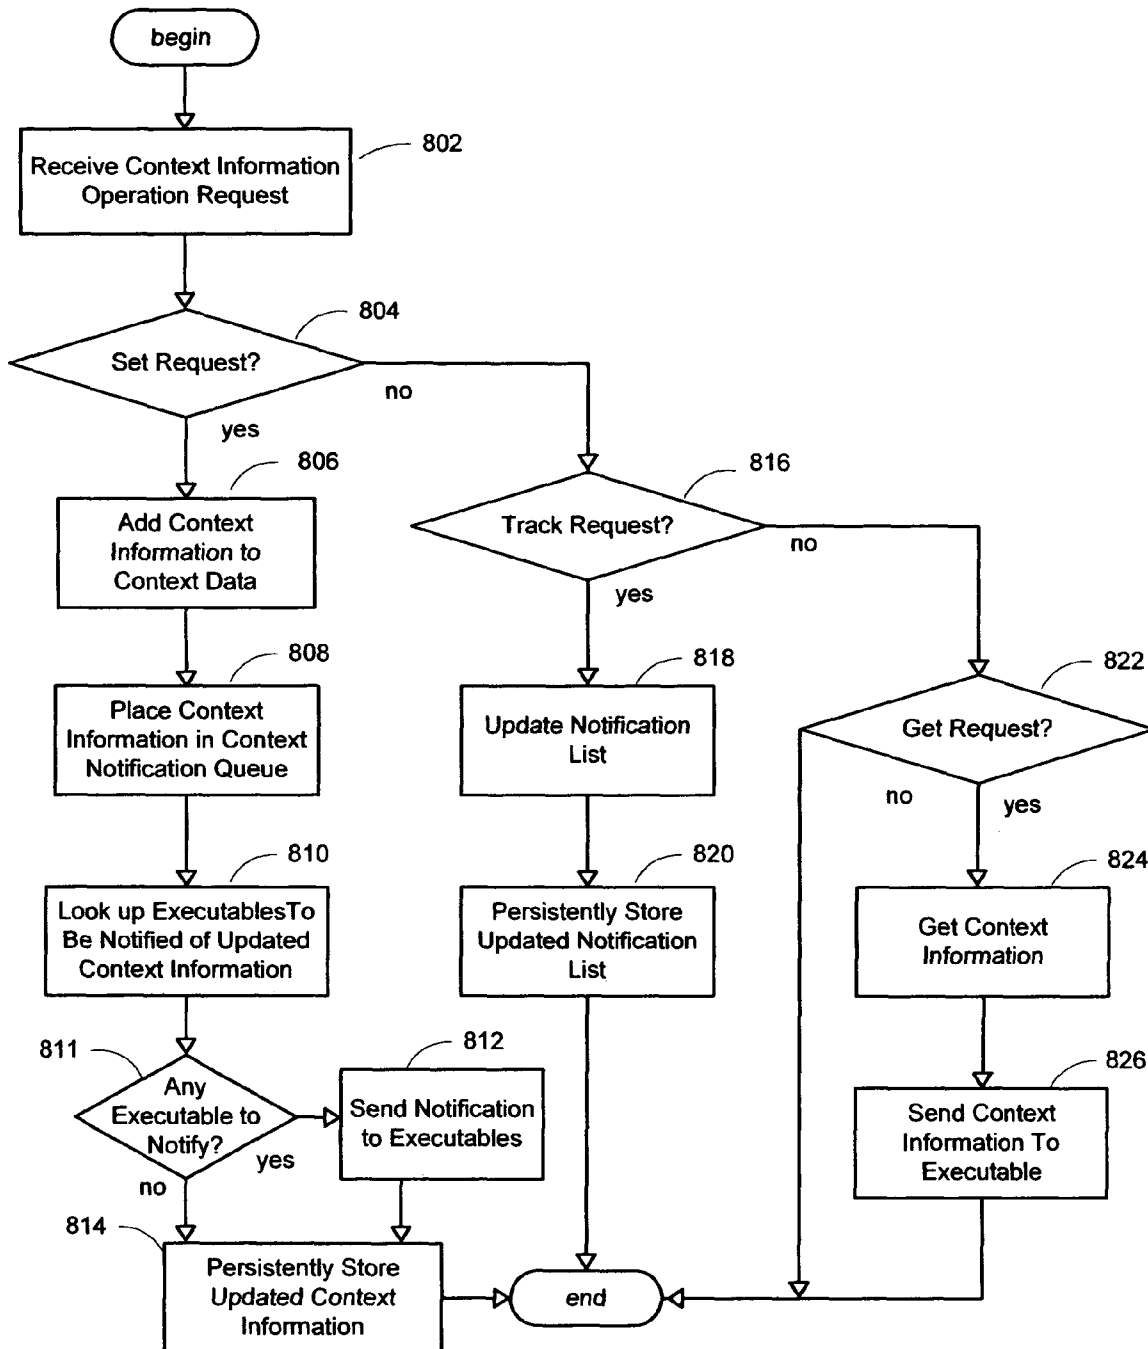 begin
802
Receive Context Information
Operation Request
804
Set Request?
no
yes
806
Add Context
Information to
Context Data
808
Place Context
Information in Context
Notification Queue
810
Look up ExecutablesTo
Be Notified of Updated
Context Information
811
Any
Executable to
Notify?
yes
no
812
Send Notification
to Executables
814
Persistently Store
Updated Context
Information
816
Track Request?
no
yes
818
Update Notification
List
820
Persistently Store
Updated Notification
List
822
Get Request?
no
yes
824
Get Context
Information
826
Send Context
Information To
Executable
end